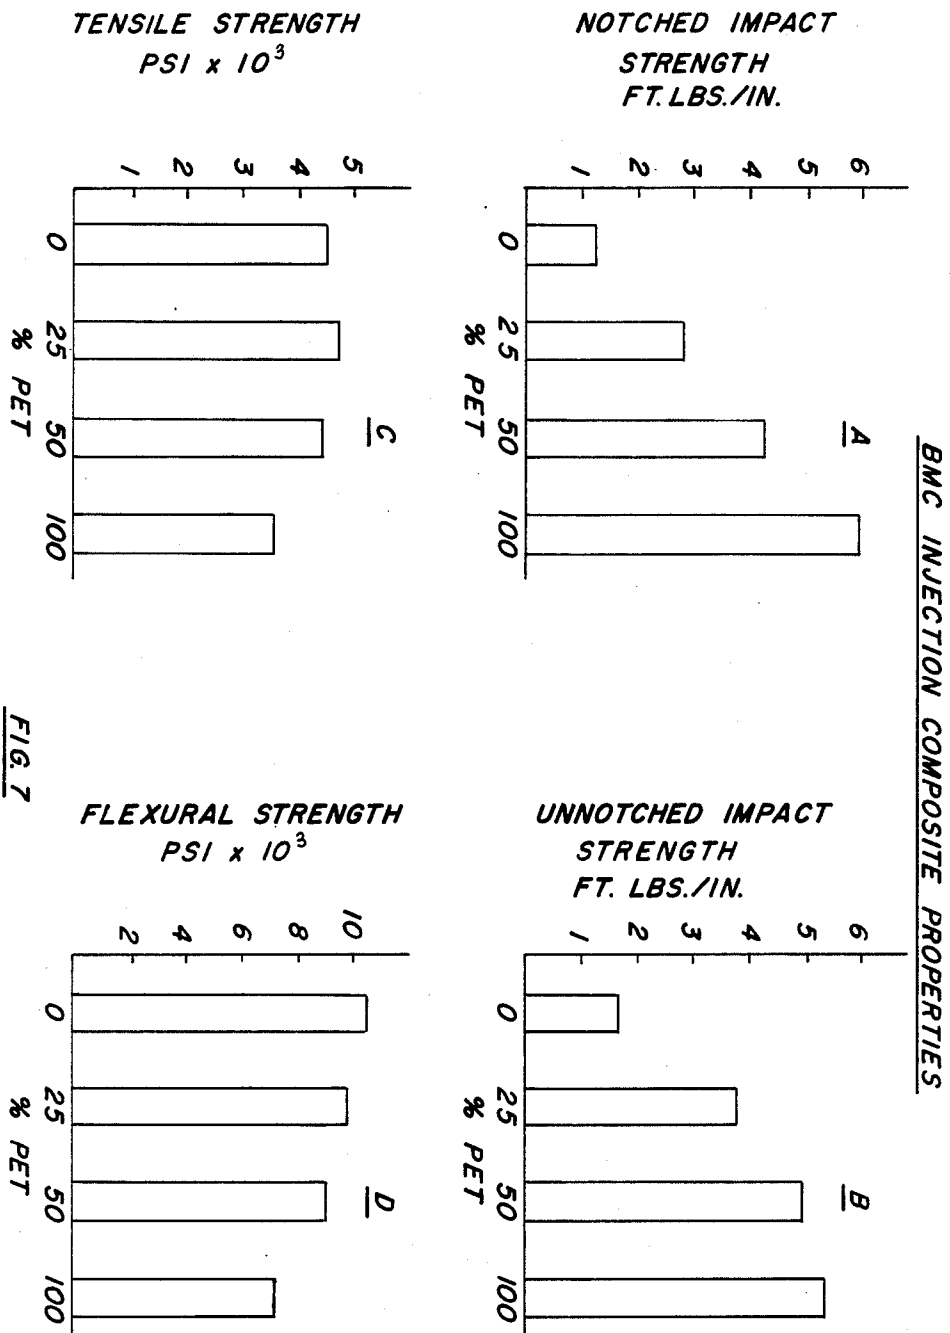 BMC INJECTION COMPOSITE PROPERTIES
NOTCHED IMPACT
STRENGTH
FT. LBS./IN.
6
5
4
3
2
1
A
0 25 50 100
% PET
UNNOTCHED IMPACT
STRENGTH
FT. LBS./IN.
6
5
4
3
2
1
B
0 25 50 100
% PET
TENSILE STRENGTH
PSI x 10³
5
4
3
2
1
C
0 25 50 100
% PET
FLEXURAL STRENGTH
PSI x 10³
10
8
6
4
2
D
0 25 50 100
% PET
FIG. 7